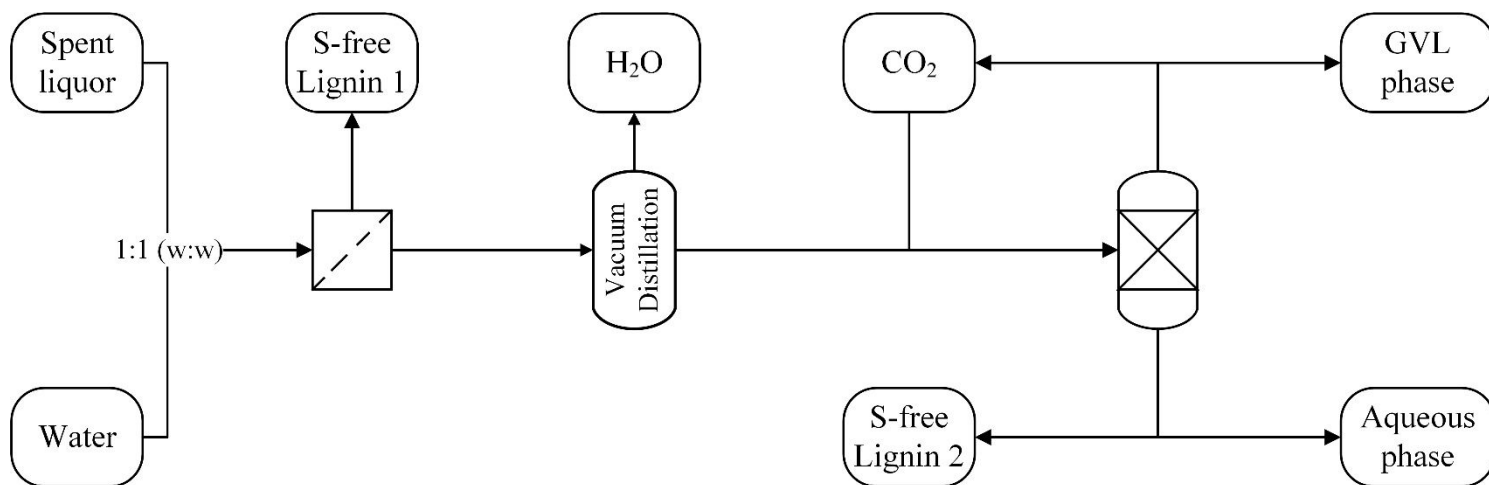 Spent
liquor
S-free
Lignin 1
H₂O
CO₂
GVL
phase
1:1 (w:w)
Vacuum
Distillation
Water
S-free
Lignin 2
Aqueous
phase